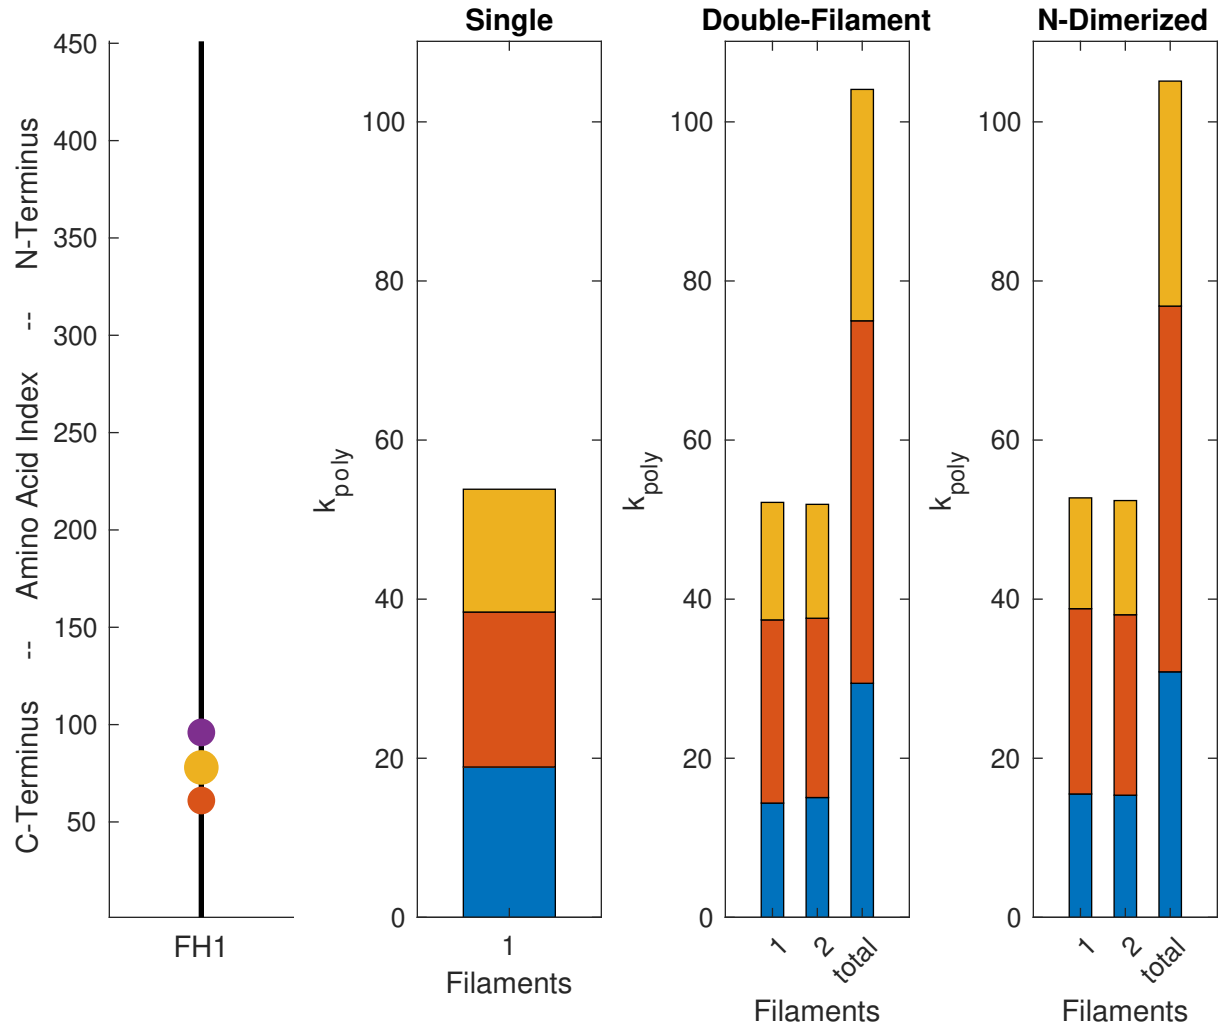 Single
Double-Filament
N-Dimerized
C-Terminus -- Amino Acid Index -- N-Terminus
450
400
350
300
250
200
150
100
50
FH1
k_poly
100
80
60
40
20
0
1
Filaments
k_poly
100
80
60
40
20
0
1
2
total
Filaments
k_poly
100
80
60
40
20
0
1
2
total
Filaments